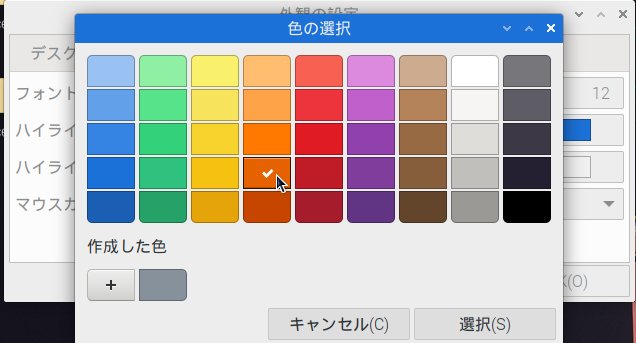 外観の設定
色の選択
デスク
フォント
12
ハイライ
ハイライ
マウスカ
作成した色
+
(O)
キャンセル(C)
選択(S)